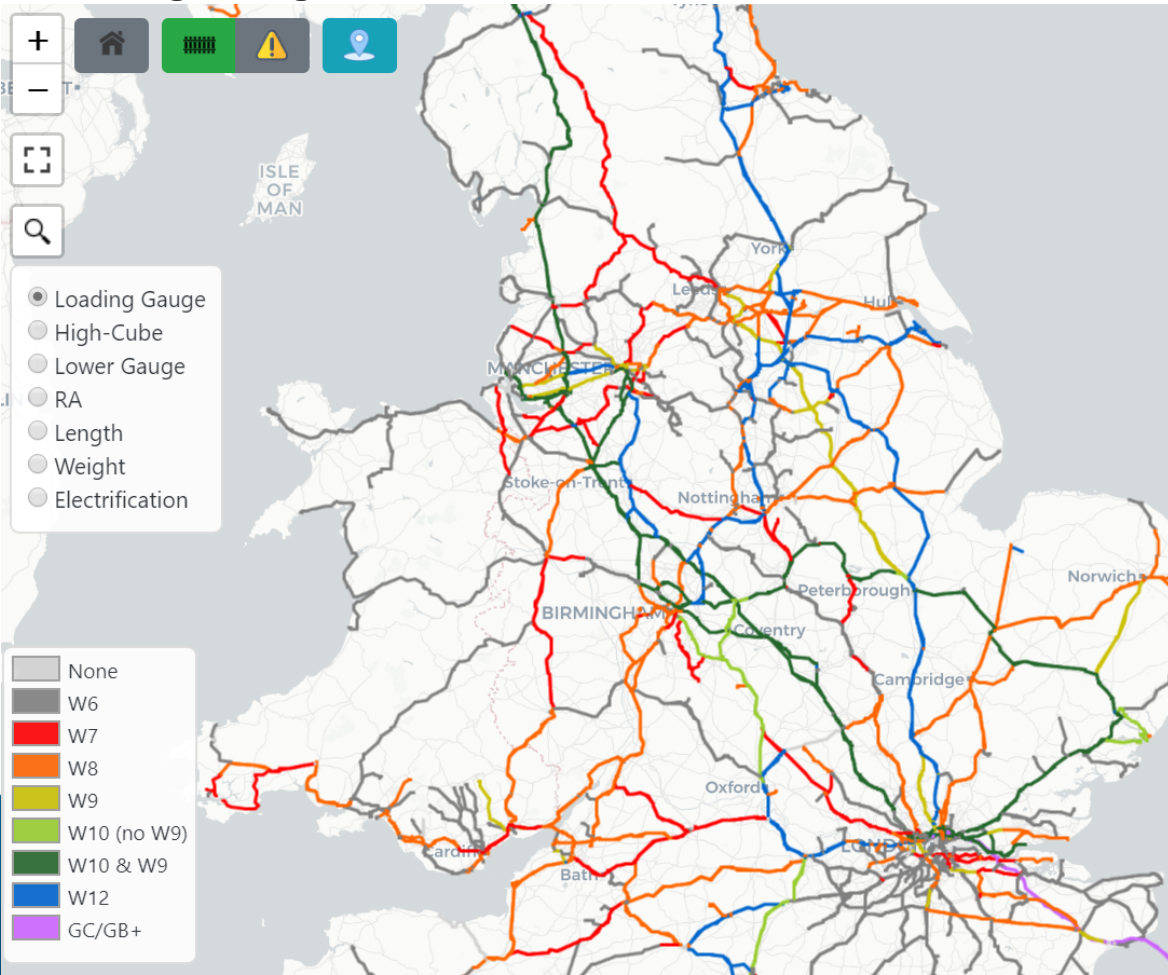 +
−
ISLE
OF
MAN
Loading Gauge
High-Cube
Lower Gauge
RA
Length
Weight
Electrification
York
Leeds
Hull
MANCHESTER
Stoke-on-Trent
Nottingham
Norwich
Peterborough
BIRMINGHAM
Coventry
Cambridge
Oxford
LONDON
Cardiff
Bath
None
W6
W7
W8
W9
W10 (no W9)
W10 & W9
W12
GC/GB+